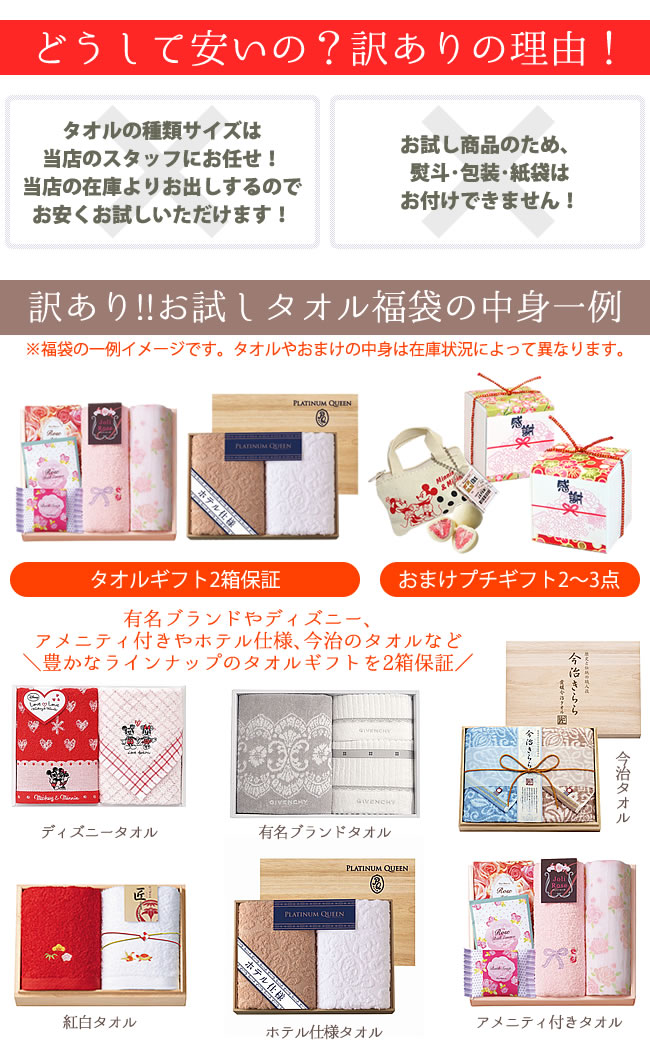 どうして安いの？訳ありの理由！
タオルの種類サイズは
当店のスタッフにお任せ！
当店の在庫よりお出しするので
お安くお試しいただけます！
お試し商品のため、
熨斗･包装･紙袋は
お付けできません！
訳あり!!お試しタオル福袋の中身一例
※福袋の一例イメージです。タオルやおまけの中身は在庫状況によって異なります。
Joli Rose
Rose
PLATINUM QUEEN
PLATINUM QUEEN
ホテル仕様
Minnie & Mickey
感謝
感謝
タオルギフト2箱保証
おまけプチギフト2〜3点
有名ブランドやディズニー、
アメニティ付きやホテル仕様､今治のタオルなど
＼豊かなラインナップのタオルギフトを2箱保証／
Love Love
Mickey & Minnie
ディズニータオル
GIVENCHY
GIVENCHY
有名ブランドタオル
今治きらら
今治きらら
今治タオル
匠
紅白タオル
PLATINUM QUEEN
PLATINUM QUEEN
ホテル仕様
ホテル仕様タオル
Joli Rose
Rose
アメニティ付きタオル